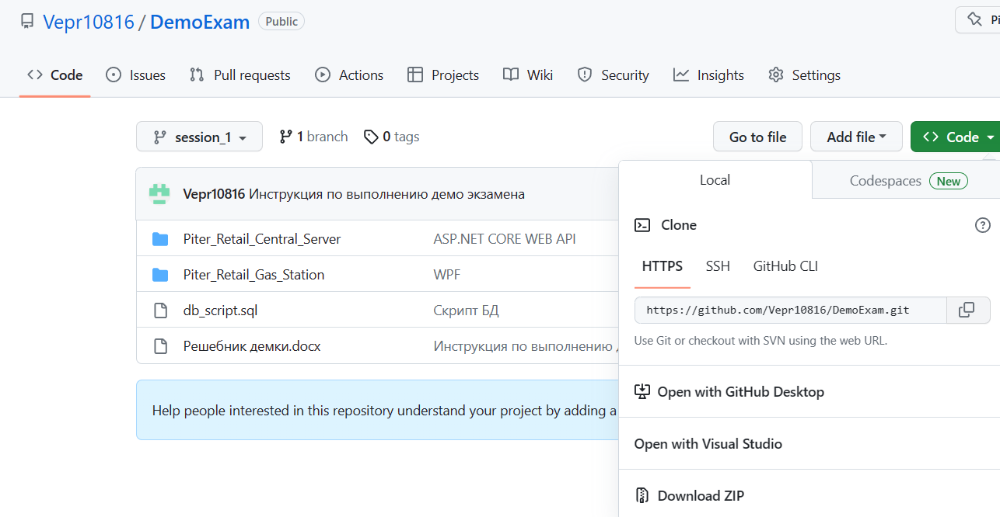 Vepr10816 / DemoExam Public
Code Issues Pull requests Actions Projects Wiki Security Insights Settings
session_1 1 branch 0 tags Go to file Add file Code
Local Codespaces New
Vepr10816 Инструкция по выполнению демо экзамена
Clone
Piter_Retail_Central_Server ASP.NET CORE WEB API
HTTPS SSH GitHub CLI
Piter_Retail_Gas_Station WPF
db_script.sql Скрипт БД
https://github.com/Vepr10816/DemoExam.git
Use Git or checkout with SVN using the web URL.
Решебник демки.docx Инструкция по выполнению
Open with GitHub Desktop
Help people interested in this repository understand your project by adding a
Open with Visual Studio
Download ZIP